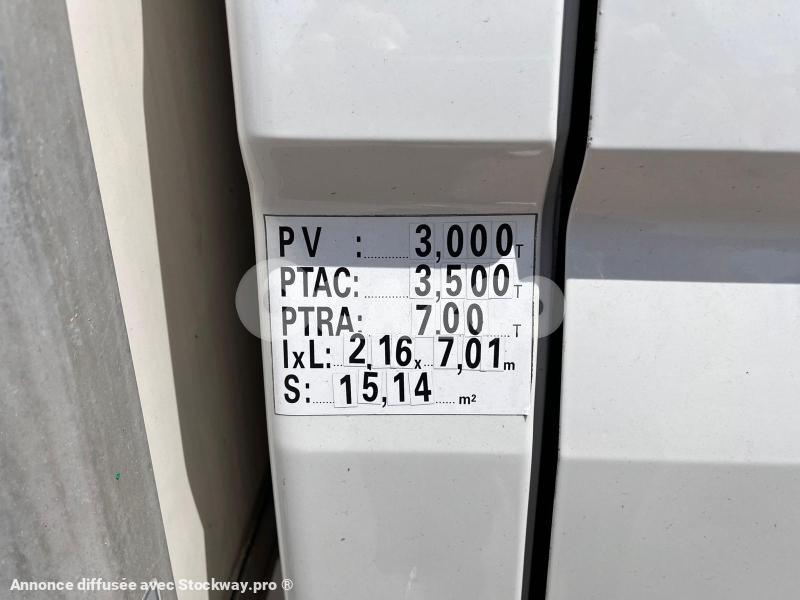 PV : 3,000 T
PTAC: 3,500 T
PTRA: 7.00 T
lxL: 2,16 x 7,01 m
S: 15,14 m²
Annonce diffusée avec Stockway.pro ®